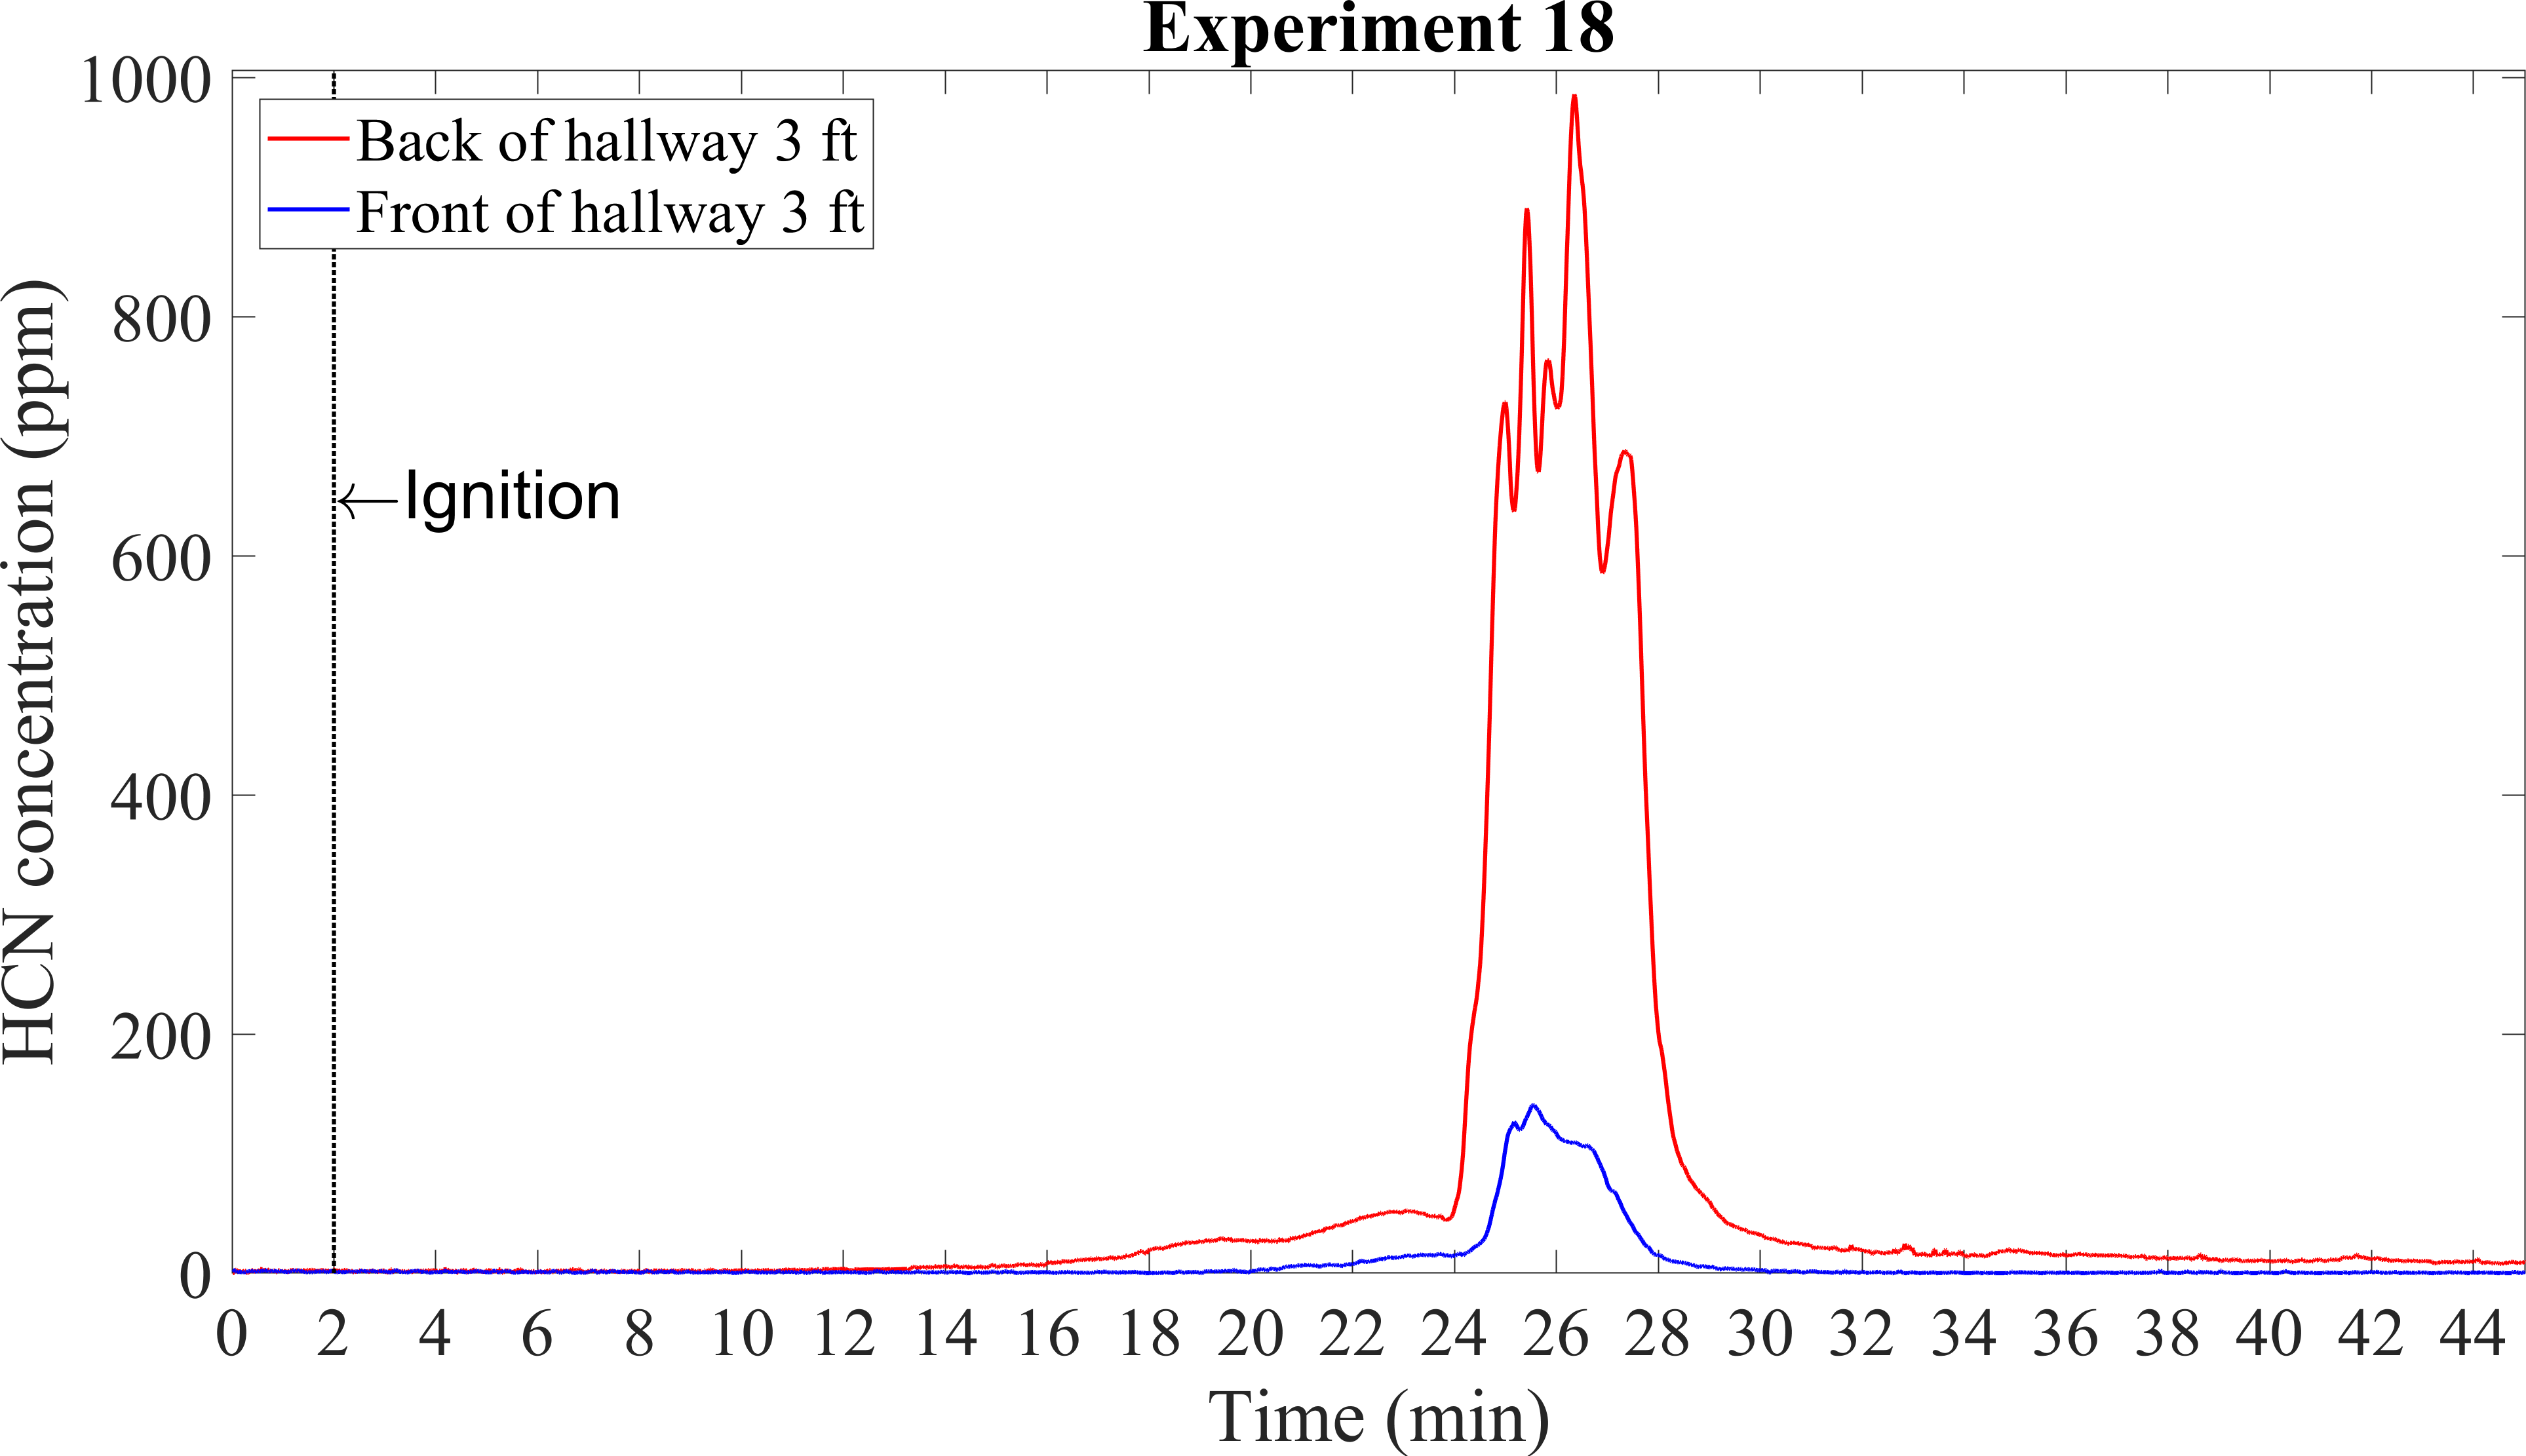 Experiment 18
1000
800
600
400
200
0
HCN concentration (ppm)
Back of hallway 3 ft
Front of hallway 3 ft
←Ignition
0 2 4 6 8 10 12 14 16 18 20 22 24 26 28 30 32 34 36 38 40 42 44
Time (min)